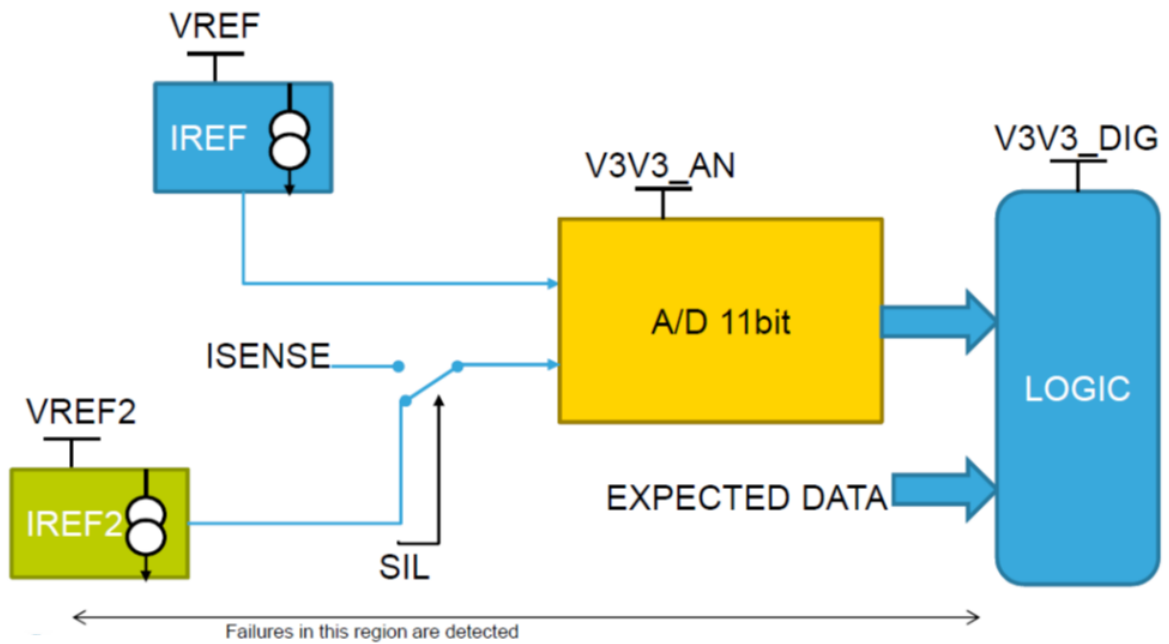 VREF
IREF
V3V3_AN
V3V3_DIG
A/D 11bit
ISENSE
LOGIC
VREF2
IREF2
EXPECTED DATA
SIL
Failures in this region are detected